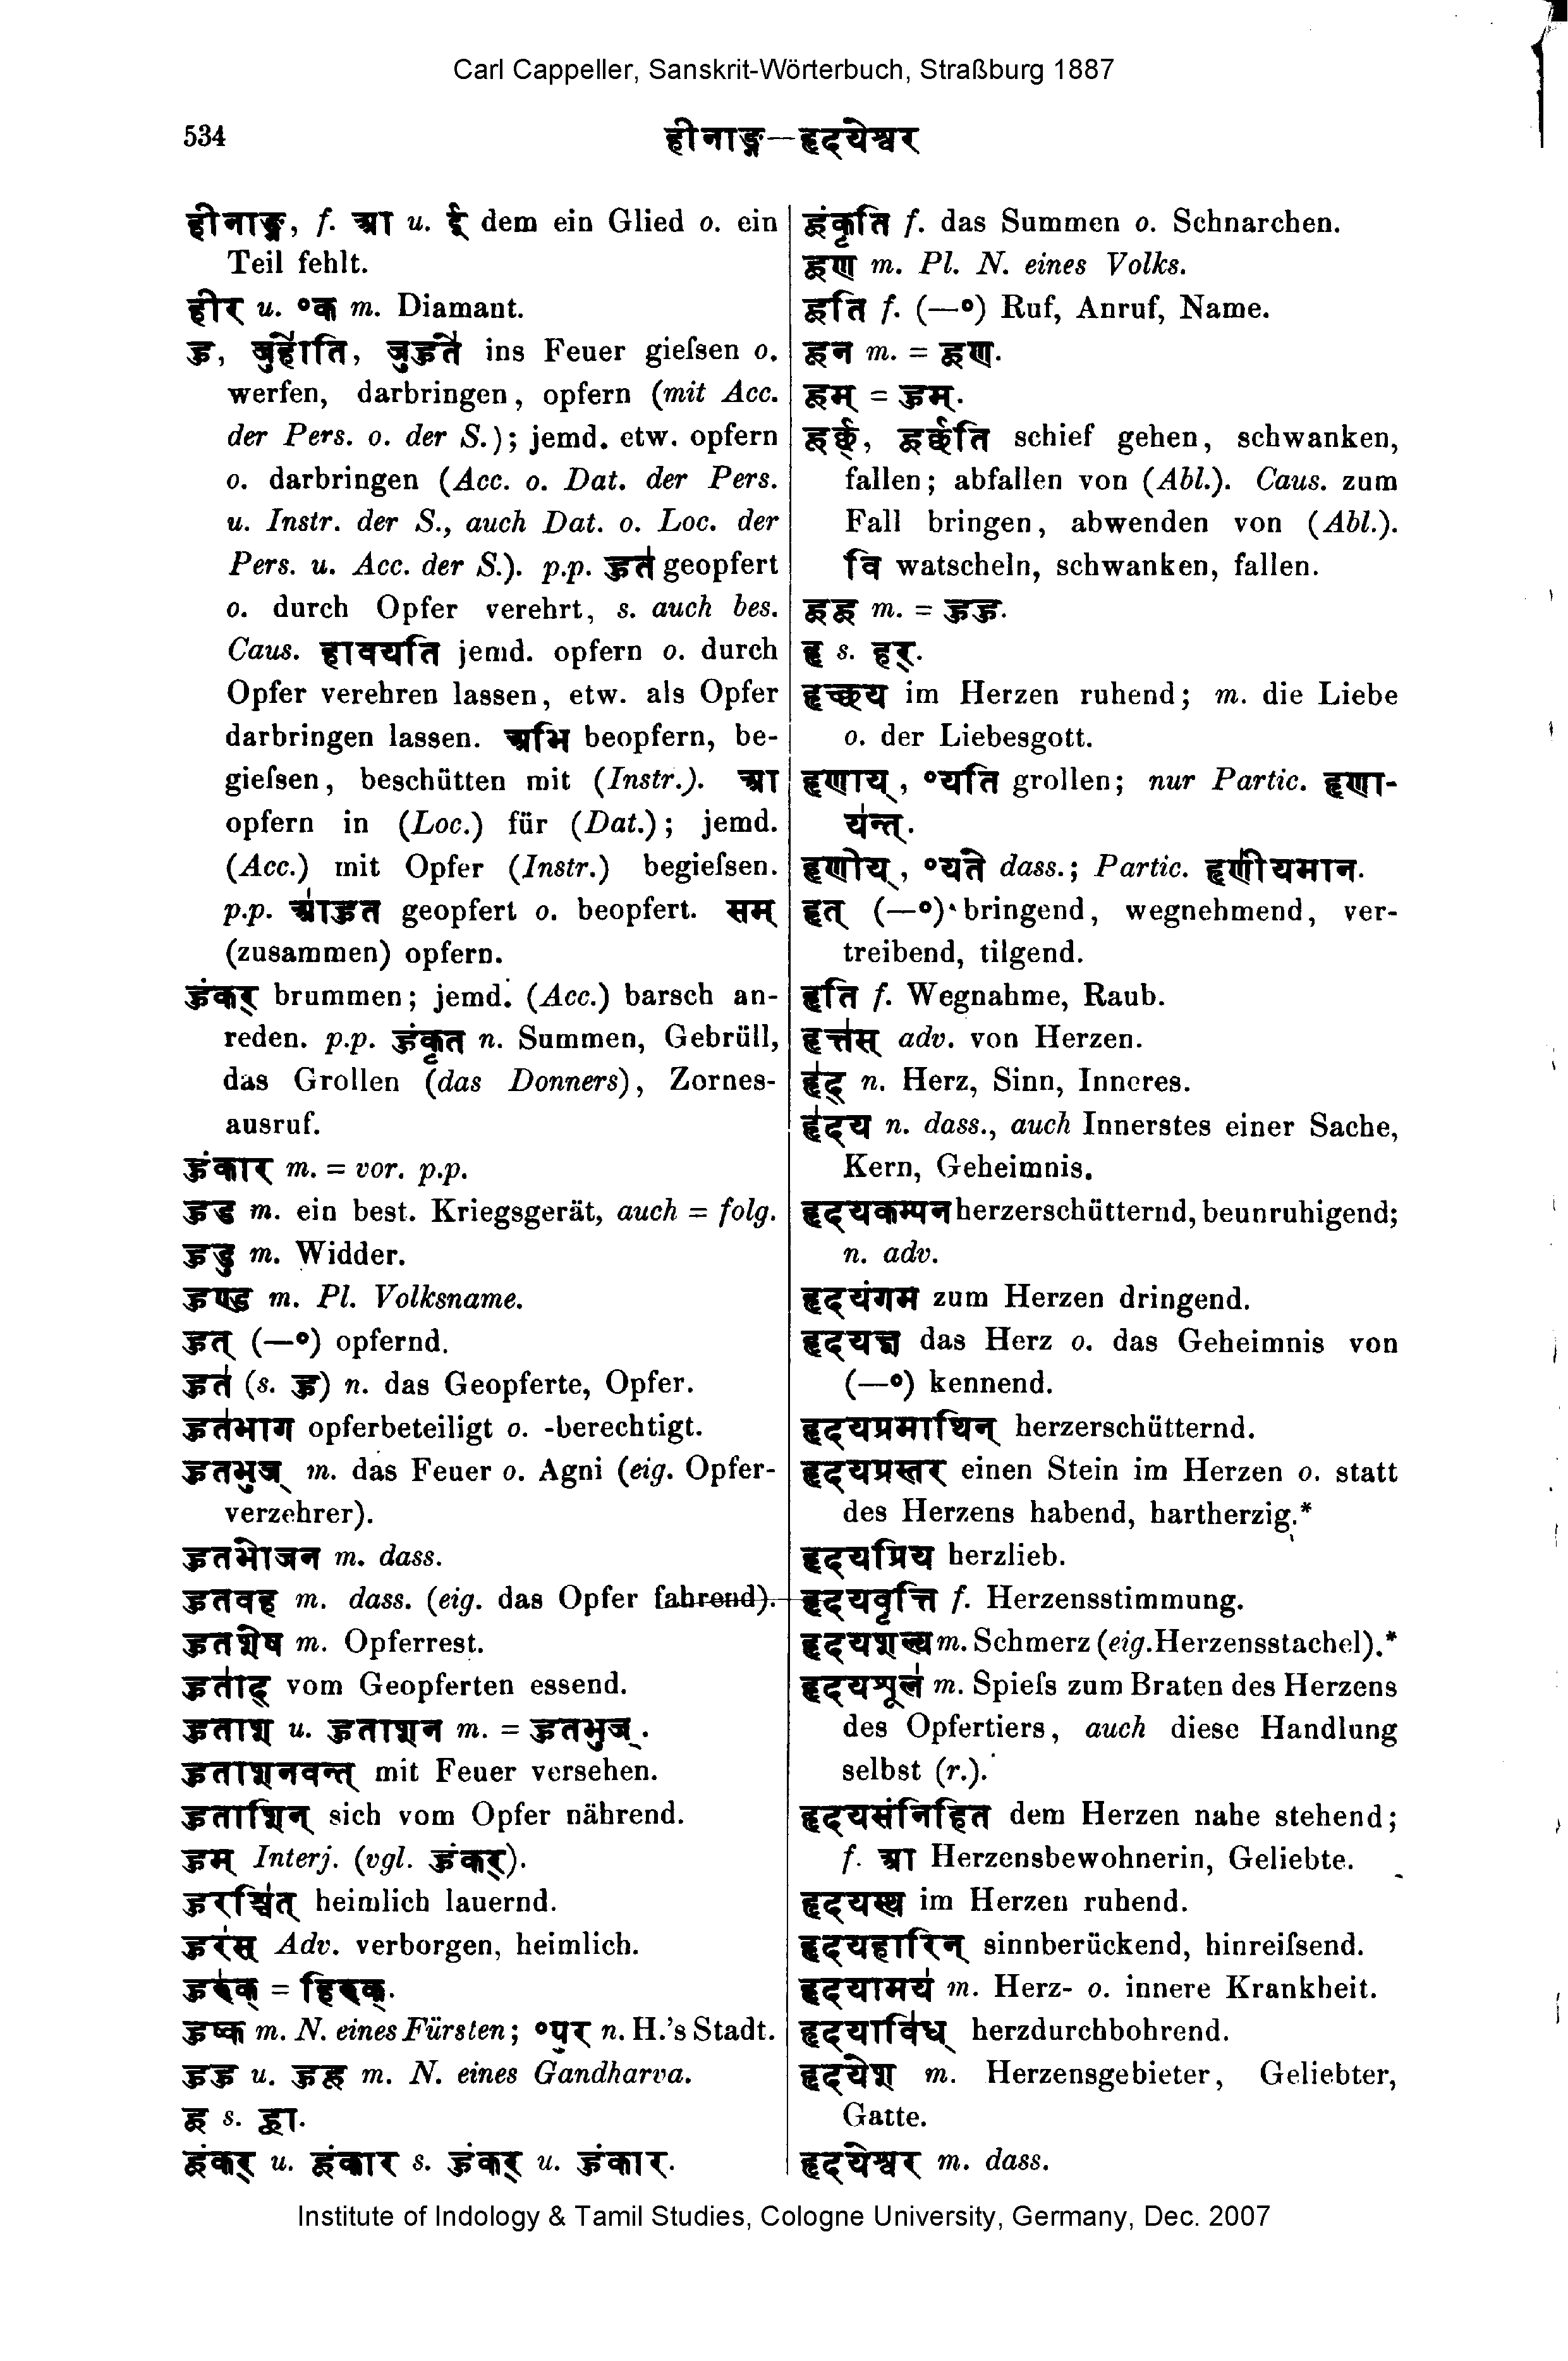 Carl Cappeller, Sanskrit-Wörterbuch, Straßburg 1887
534
हीनाङ्ग—हृदयेश्वर
हीनाङ्ग, f. आ u. ई dem ein Glied o. ein
Teil fehlt.
हीर u. °क m. Diamant.
हु, जुहोति, जुहुते ins Feuer gieſsen o.
werfen, darbringen, opfern (mit Acc.
der Pers. o. der S.); jemd. etw. opfern
o. darbringen (Acc. o. Dat. der Pers.
u. Instr. der S., auch Dat. o. Loc. der
Pers. u. Acc. der S.). p.p. हुत geopfert
o. durch Opfer verehrt, s. auch bes.
Caus. हावयति jemd. opfern o. durch
Opfer verehren lassen, etw. als Opfer
darbringen lassen. अभि beopfern, be-
gieſsen, beschütten mit (Instr.). आ
opfern in (Loc.) für (Dat.); jemd.
(Acc.) mit Opfer (Instr.) begieſsen.
p.p. आहुत geopfert o. beopfert. सम्
(zusammen) opfern.
हुंकर् brummen; jemd. (Acc.) barsch an-
reden. p.p. हुंकृत n. Summen, Gebrüll,
das Grollen (das Donners), Zornes-
ausruf.
हुंकार m. = vor. p.p.
हुड m. ein best. Kriegsgerät, auch = folg.
हुडु m. Widder.
हुण्ड m. Pl. Volksname.
हुत् (—°) opfernd.
हुत (s. हु) n. das Geopferte, Opfer.
हुतभाग opferbeteiligt o. -berechtigt.
हुतभुज् m. das Feuer o. Agni (eig. Opfer-
verzehrer).
हुतभोजन m. dass.
हुतवह m. dass. (eig. das Opfer fahrend).
हुतशेष m. Opferrest.
हुताद् vom Geopferten essend.
हुताश u. हुताशन m. = हुतभुज्.
हुताशनवन्त् mit Feuer versehen.
हुताशिन् sich vom Opfer nährend.
हुम् Interj. (vgl. हुंकर्).
हुरश्चित् heimlich lauernd.
हुरस् Adv. verborgen, heimlich.
हुरुक् = हिरुक्.
हुष्क m. N. eines Fürsten; °पुर n. H.'s Stadt.
हुहु u. हुहू m. N. eines Gandharva.
हू s. ह्वा.
हूंकर् u. हूंकार s. हुंकर् u. हुंकार.
हूंकृति f. das Summen o. Schnarchen.
हूण m. Pl. N. eines Volks.
हूति f. (—°) Ruf, Anruf, Name.
हून m. = हूण.
हूम् = हुम्.
हूर्छ्, हूर्छति schief gehen, schwanken,
fallen; abfallen von (Abl.). Caus. zum
Fall bringen, abwenden von (Abl.).
वि watscheln, schwanken, fallen.
हूहू m. = हुहु.
हृ s. हर्.
हृच्छय im Herzen ruhend; m. die Liebe
o. der Liebesgott.
हृणाय्, °यति grollen; nur Partic. हृणा-
यन्त्.
हृणीय्, °यते dass.; Partic. हृणीयमान.
हृत् (—°) bringend, wegnehmend, ver-
treibend, tilgend.
हृति f. Wegnahme, Raub.
हृत्तस् adv. von Herzen.
हृद् n. Herz, Sinn, Inneres.
हृदय n. dass., auch Innerstes einer Sache,
Kern, Geheimnis.
हृदयकम्पन herzerschütternd, beunruhigend;
n. adv.
हृदयंगम zum Herzen dringend.
हृदयज्ञ das Herz o. das Geheimnis von
(—°) kennend.
हृदयप्रमाथिन् herzerschütternd.
हृदयप्रस्तर einen Stein im Herzen o. statt
des Herzens habend, hartherzig.*
हृदयप्रिय herzlieb.
हृदयवृत्ति f. Herzensstimmung.
हृदयशल्य m. Schmerz (eig. Herzensstachel).*
हृदयशूल m. Spieſs zum Braten des Herzens
des Opfertiers, auch diese Handlung
selbst (r.).
हृदयसंनिहित dem Herzen nahe stehend;
f. आ Herzensbewohnerin, Geliebte.
हृदयस्थ im Herzen ruhend.
हृदयहारिन् sinnberückend, hinreiſsend.
हृदयामय m. Herz- o. innere Krankheit.
हृदयाविध् herzdurchbohrend.
हृदयेश m. Herzensgebieter, Geliebter,
Gatte.
हृदयेश्वर m. dass.
Institute of Indology & Tamil Studies, Cologne University, Germany, Dec. 2007